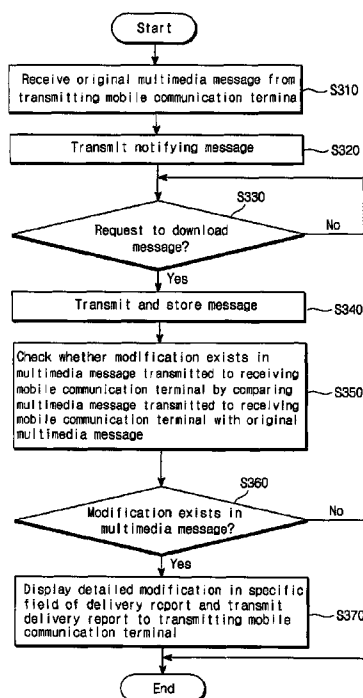 Start
Receive original multimedia message from
transmitting mobile communication termina
S310
Transmit notifying message
S320
S330
Request to download
message?
No
Yes
Transmit and store message
S340
Check whether modification exists in
multimedia message transmitted to receiving
mobile communication terminal by comparing
multimedia message transmitted to receiving
mobile communication terminal with original
multimedia message
S350
S360
Modification exists in
multimedia message?
No
Yes
Display detailed modification in specific
field of delivery report and transmit
delivery report to transmitting mobile
communication terminal
S370
End